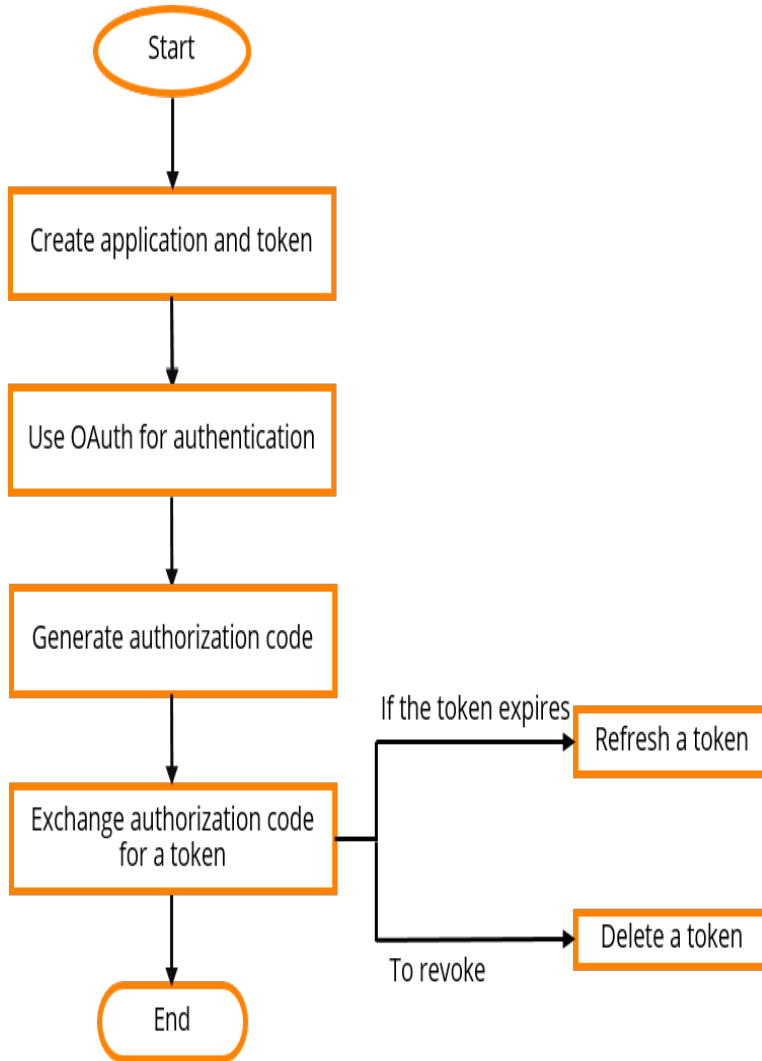 Start
Create application and token
Use OAuth for authentication
Generate authorization code
If the token expires
Refresh a token
Exchange authorization code
for a token
Delete a token
To revoke
End